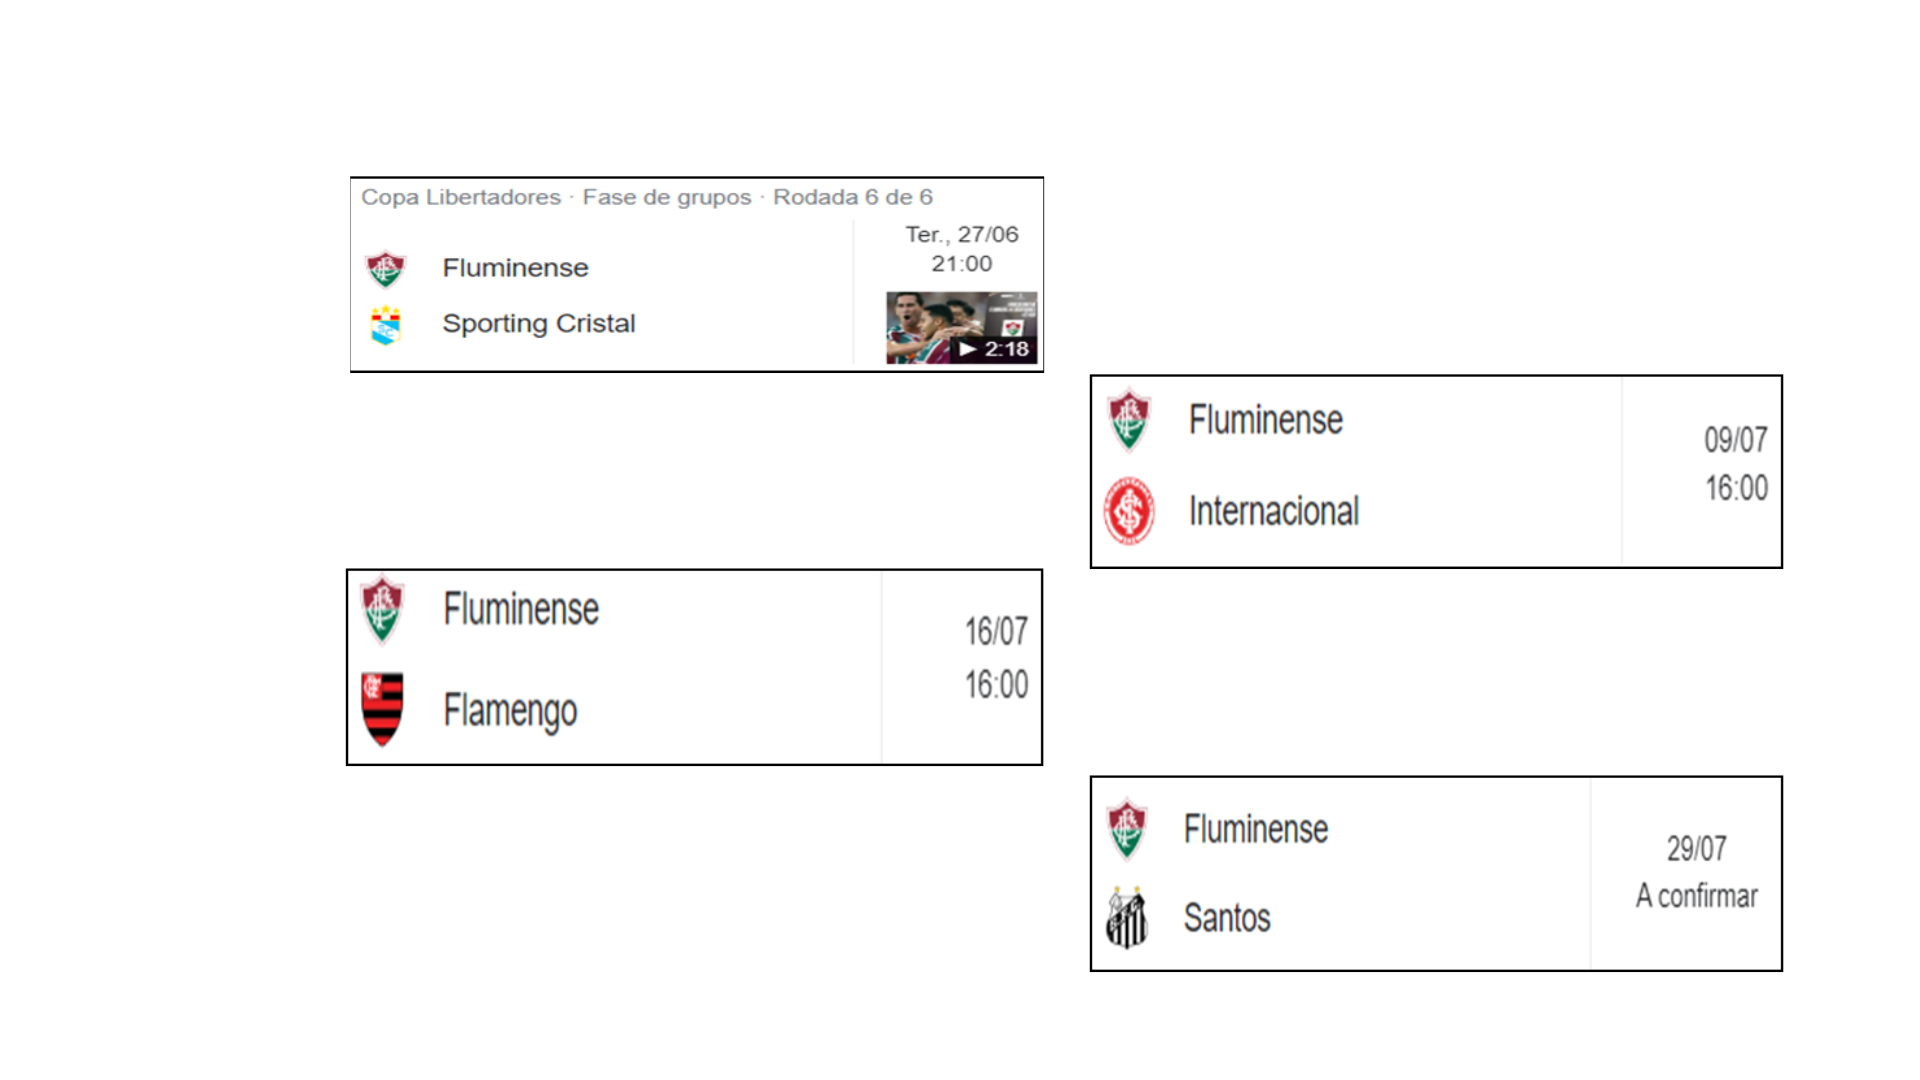 Copa Libertadores · Fase de grupos · Rodada 6 de 6
Ter., 27/06
21:00
Fluminense
Sporting Cristal
2:18
Fluminense
Internacional
09/07
16:00
Fluminense
Flamengo
16/07
16:00
Fluminense
Santos
29/07
A confirmar